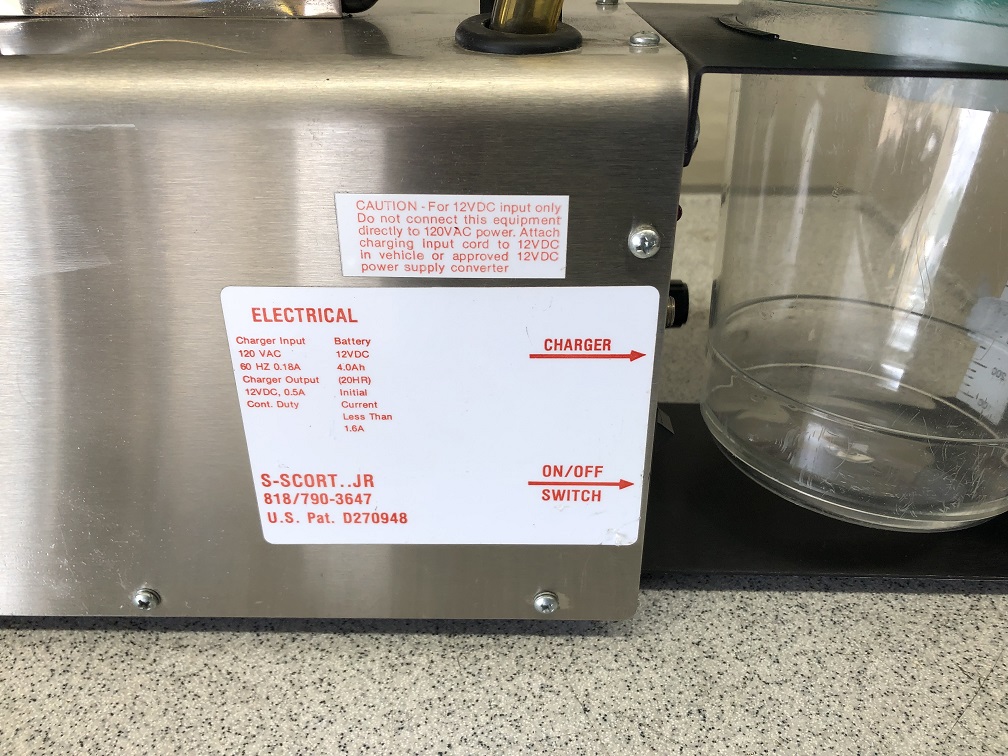 CAUTION - For 12VDC input only
Do not connect this equipment
directly to 120VAC power. Attach
charging input cord to 12VDC
in vehicle or approved 12VDC
power supply converter
ELECTRICAL
Charger Input
120 VAC
60 HZ 0.18A
Charger Output
12VDC, 0.5A
Cont. Duty
Battery
12VDC
4.0Ah
(20HR)
Initial
Current
Less Than
1.6A
CHARGER
ON/OFF
SWITCH
S-SCORT..JR
818/790-3647
U.S. Pat. D270948